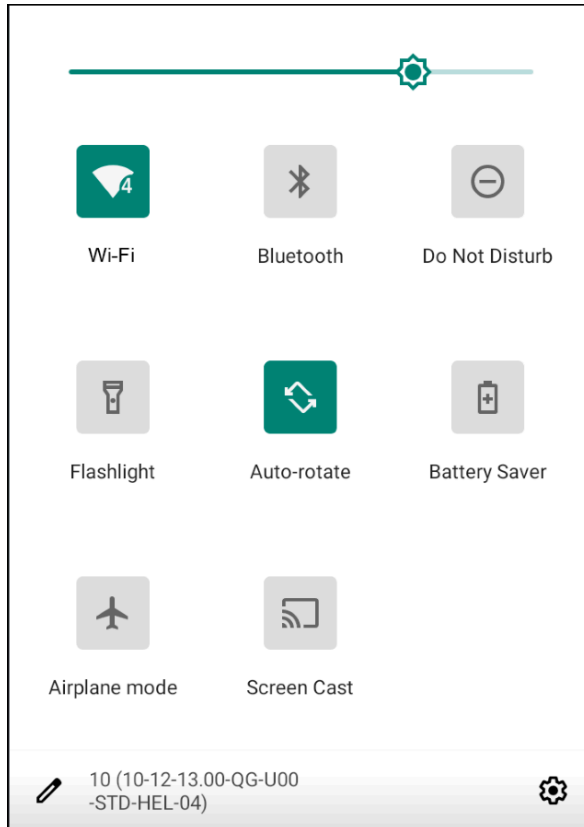 4
Wi-Fi
Bluetooth
Do Not Disturb
Flashlight
Auto-rotate
Battery Saver
Airplane mode
Screen Cast
10 (10-12-13.00-QG-U00
-STD-HEL-04)